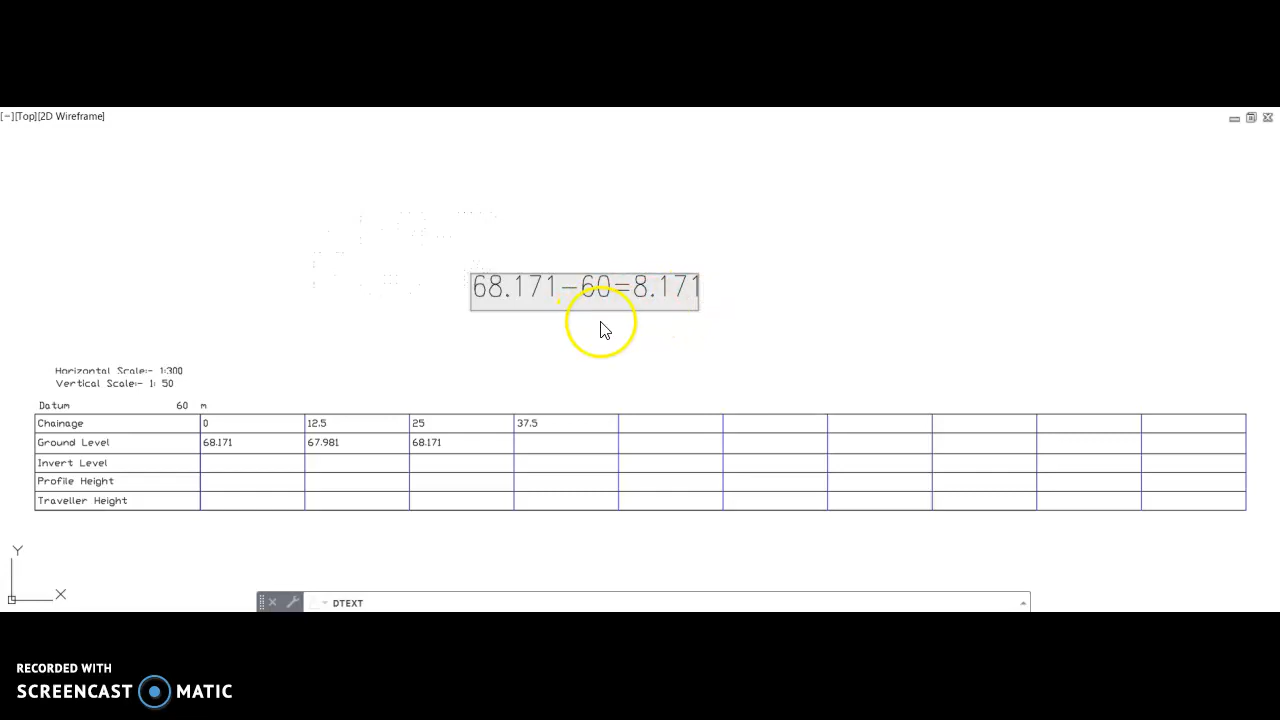 [−][Top][2D Wireframe]
68.171−60=8.171
Horizontal Scale:- 1:300
Vertical Scale:- 1: 50
Datum 60 m
Chainage 0 12.5 25 37.5
Ground Level 68.171 67.981 68.171
Invert Level
Profile Height
Traveller Height
Y
X
DTEXT
RECORDED WITH
SCREENCAST MATIC